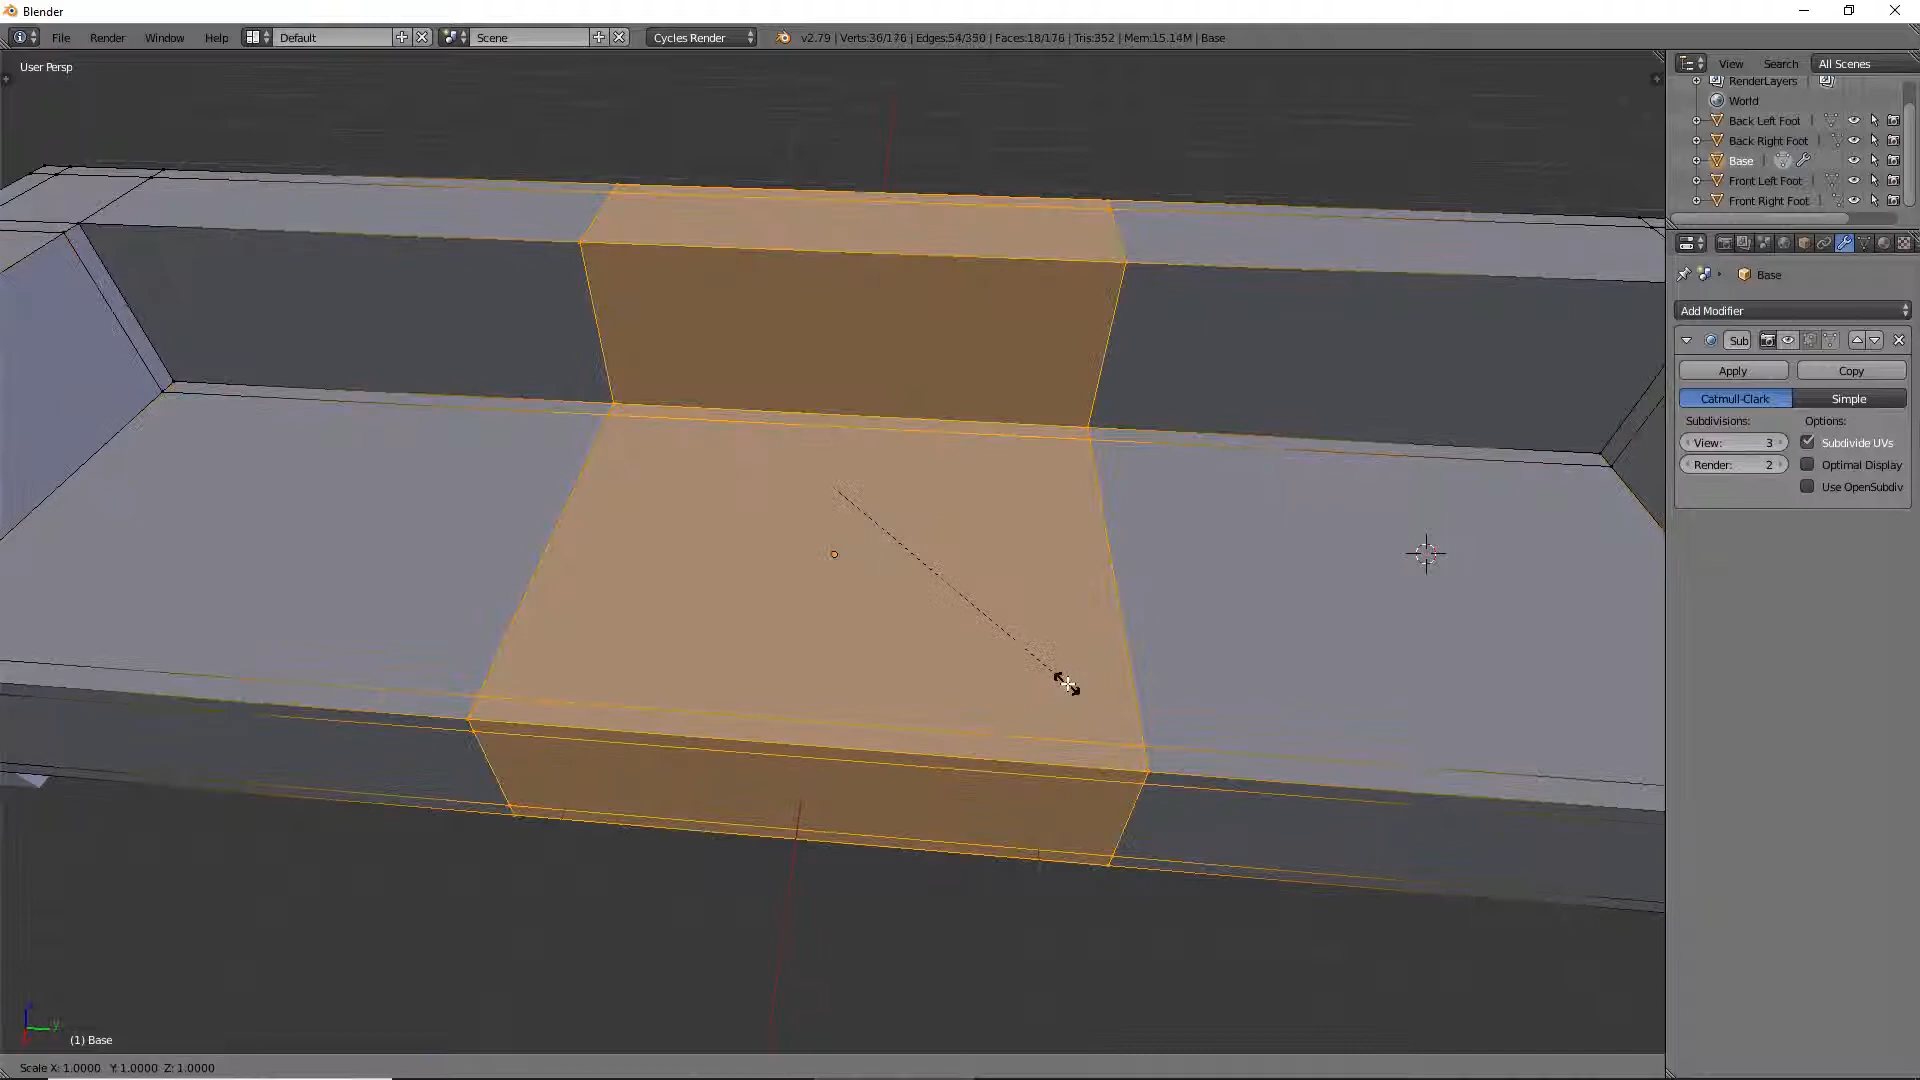 Blender
File Render Window Help Default Scene Cycles Render v2.79 | Verts:36/176 | Edges:54/350 | Faces:18/176 | Tris:352 | Mem:15.14M | Base
User Persp
View Search All Scenes
RenderLayers
World
Back Left Foot
Back Right Foot
Base
Front Left Foot
Front Right Foot
Base
Add Modifier
Sub
Apply Copy
Catmull-Clark Simple
Subdivisions: Options:
View: 3 Subdivide UVs
Render: 2 Optimal Display
Use OpenSubdiv
y
(1) Base
Scale X: 1.0000 Y: 1.0000 Z: 1.0000